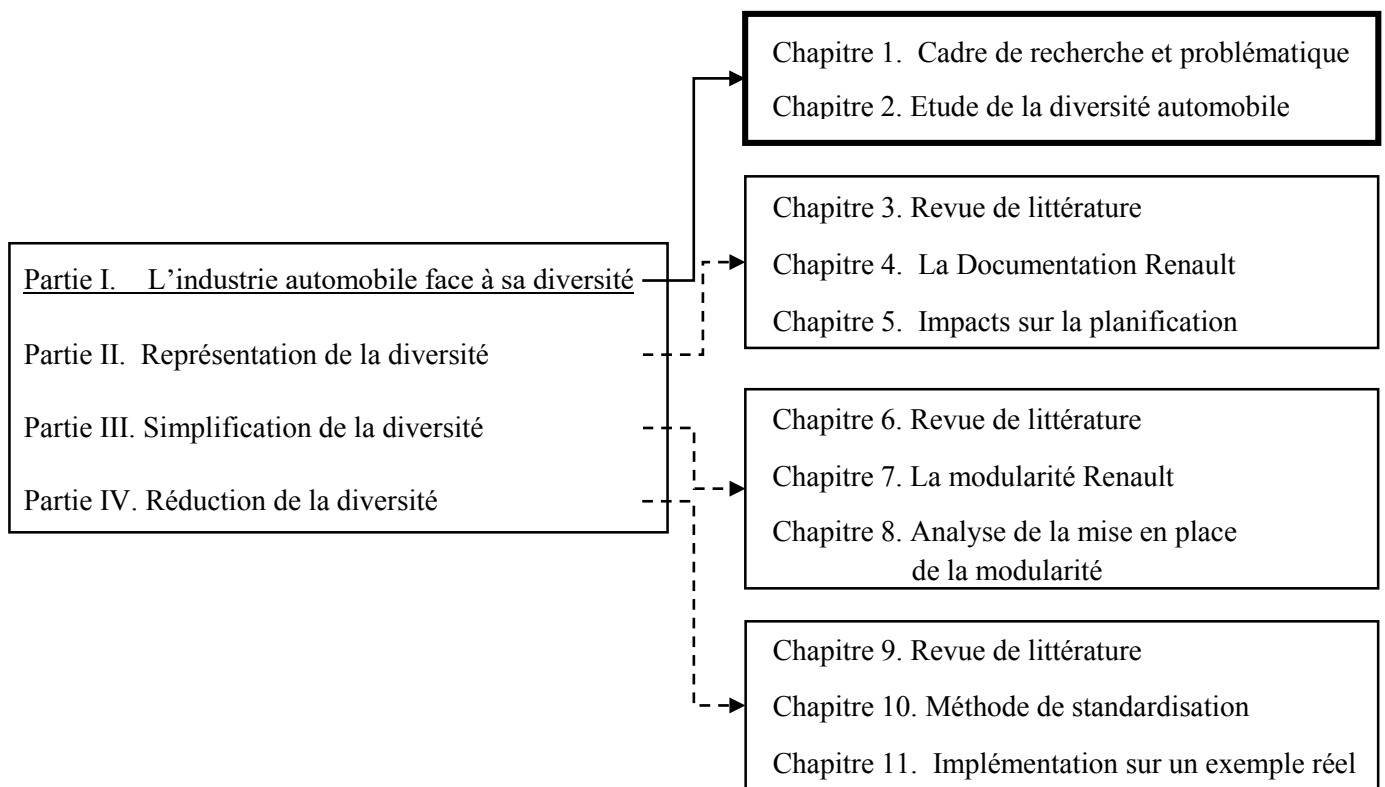 Partie I. L'industrie automobile face à sa diversité
Partie II. Représentation de la diversité
Partie III. Simplification de la diversité
Partie IV. Réduction de la diversité
Chapitre 1. Cadre de recherche et problématique
Chapitre 2. Etude de la diversité automobile
Chapitre 3. Revue de littérature
Chapitre 4. La Documentation Renault
Chapitre 5. Impacts sur la planification
Chapitre 6. Revue de littérature
Chapitre 7. La modularité Renault
Chapitre 8. Analyse de la mise en place
de la modularité
Chapitre 9. Revue de littérature
Chapitre 10. Méthode de standardisation
Chapitre 11. Implémentation sur un exemple réel